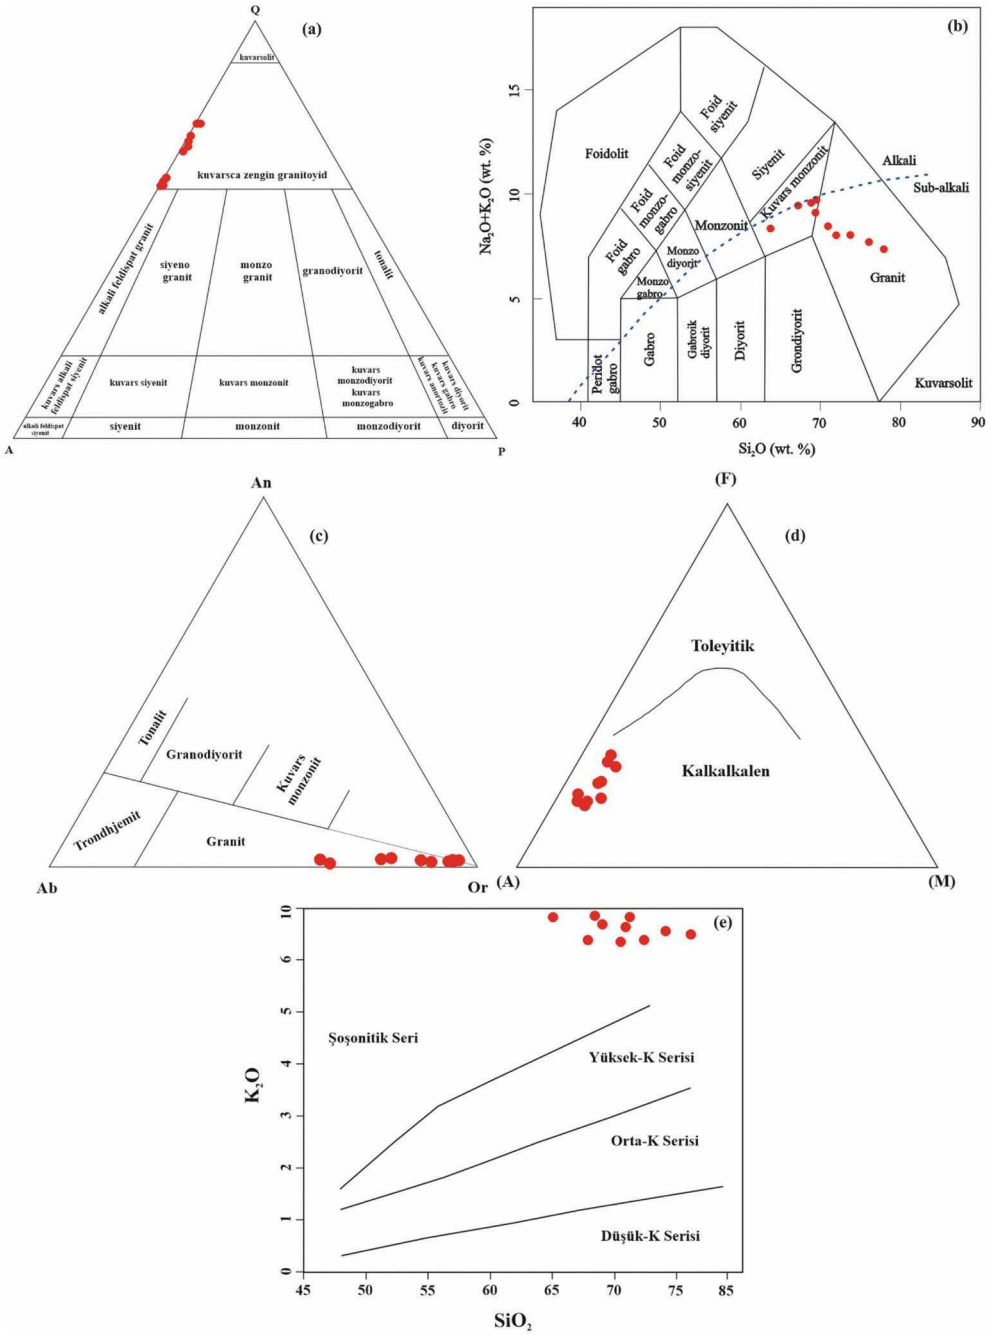 Q
(a)
kuvarsolit
kuvarsca zengin granitoyid
alkali feldispat granit
siyeno
granit
monzo
granit
granodiyorit
tonalit
kuvars alkali
feldispat siyenit
kuvars siyenit
kuvars monzonit
kuvars
monzodiyorit
kuvars
monzogabro
kuvars diyorit
kuvars gabro
kuvars anortozit
alkali feldispat
siyenit
siyenit
monzonit
monzodiyorit
diyorit
A
P
(b)
Na2O+K2O (wt. %)
15
10
5
0
Foidolit
Foid
siyenit
Foid
monzo-
siyenit
Foid
monzo-
gabro
Foid
gabro
Siyenit
Kuvars monzonit
Monzonit
Monzo
diyorit
Monzo
gabro
Alkali
Sub-alkali
Granit
Peridot
gabro
Gabro
Gabroik
diyorit
Diyorit
Grondiyorit
Kuvarsolit
40
50
60
70
80
90
Si2O (wt. %)
An
(c)
Tonalit
Granodiyorit
Kuvars
monzonit
Trondhjemit
Granit
Ab
Or
(F)
(d)
Toleyitik
Kalkalkalen
(A)
(M)
(e)
K2O
10
6
5
4
3
2
1
0
Şoşonitik Seri
Yüksek-K Serisi
Orta-K Serisi
Düşük-K Serisi
45
50
55
60
65
70
75
85
SiO2